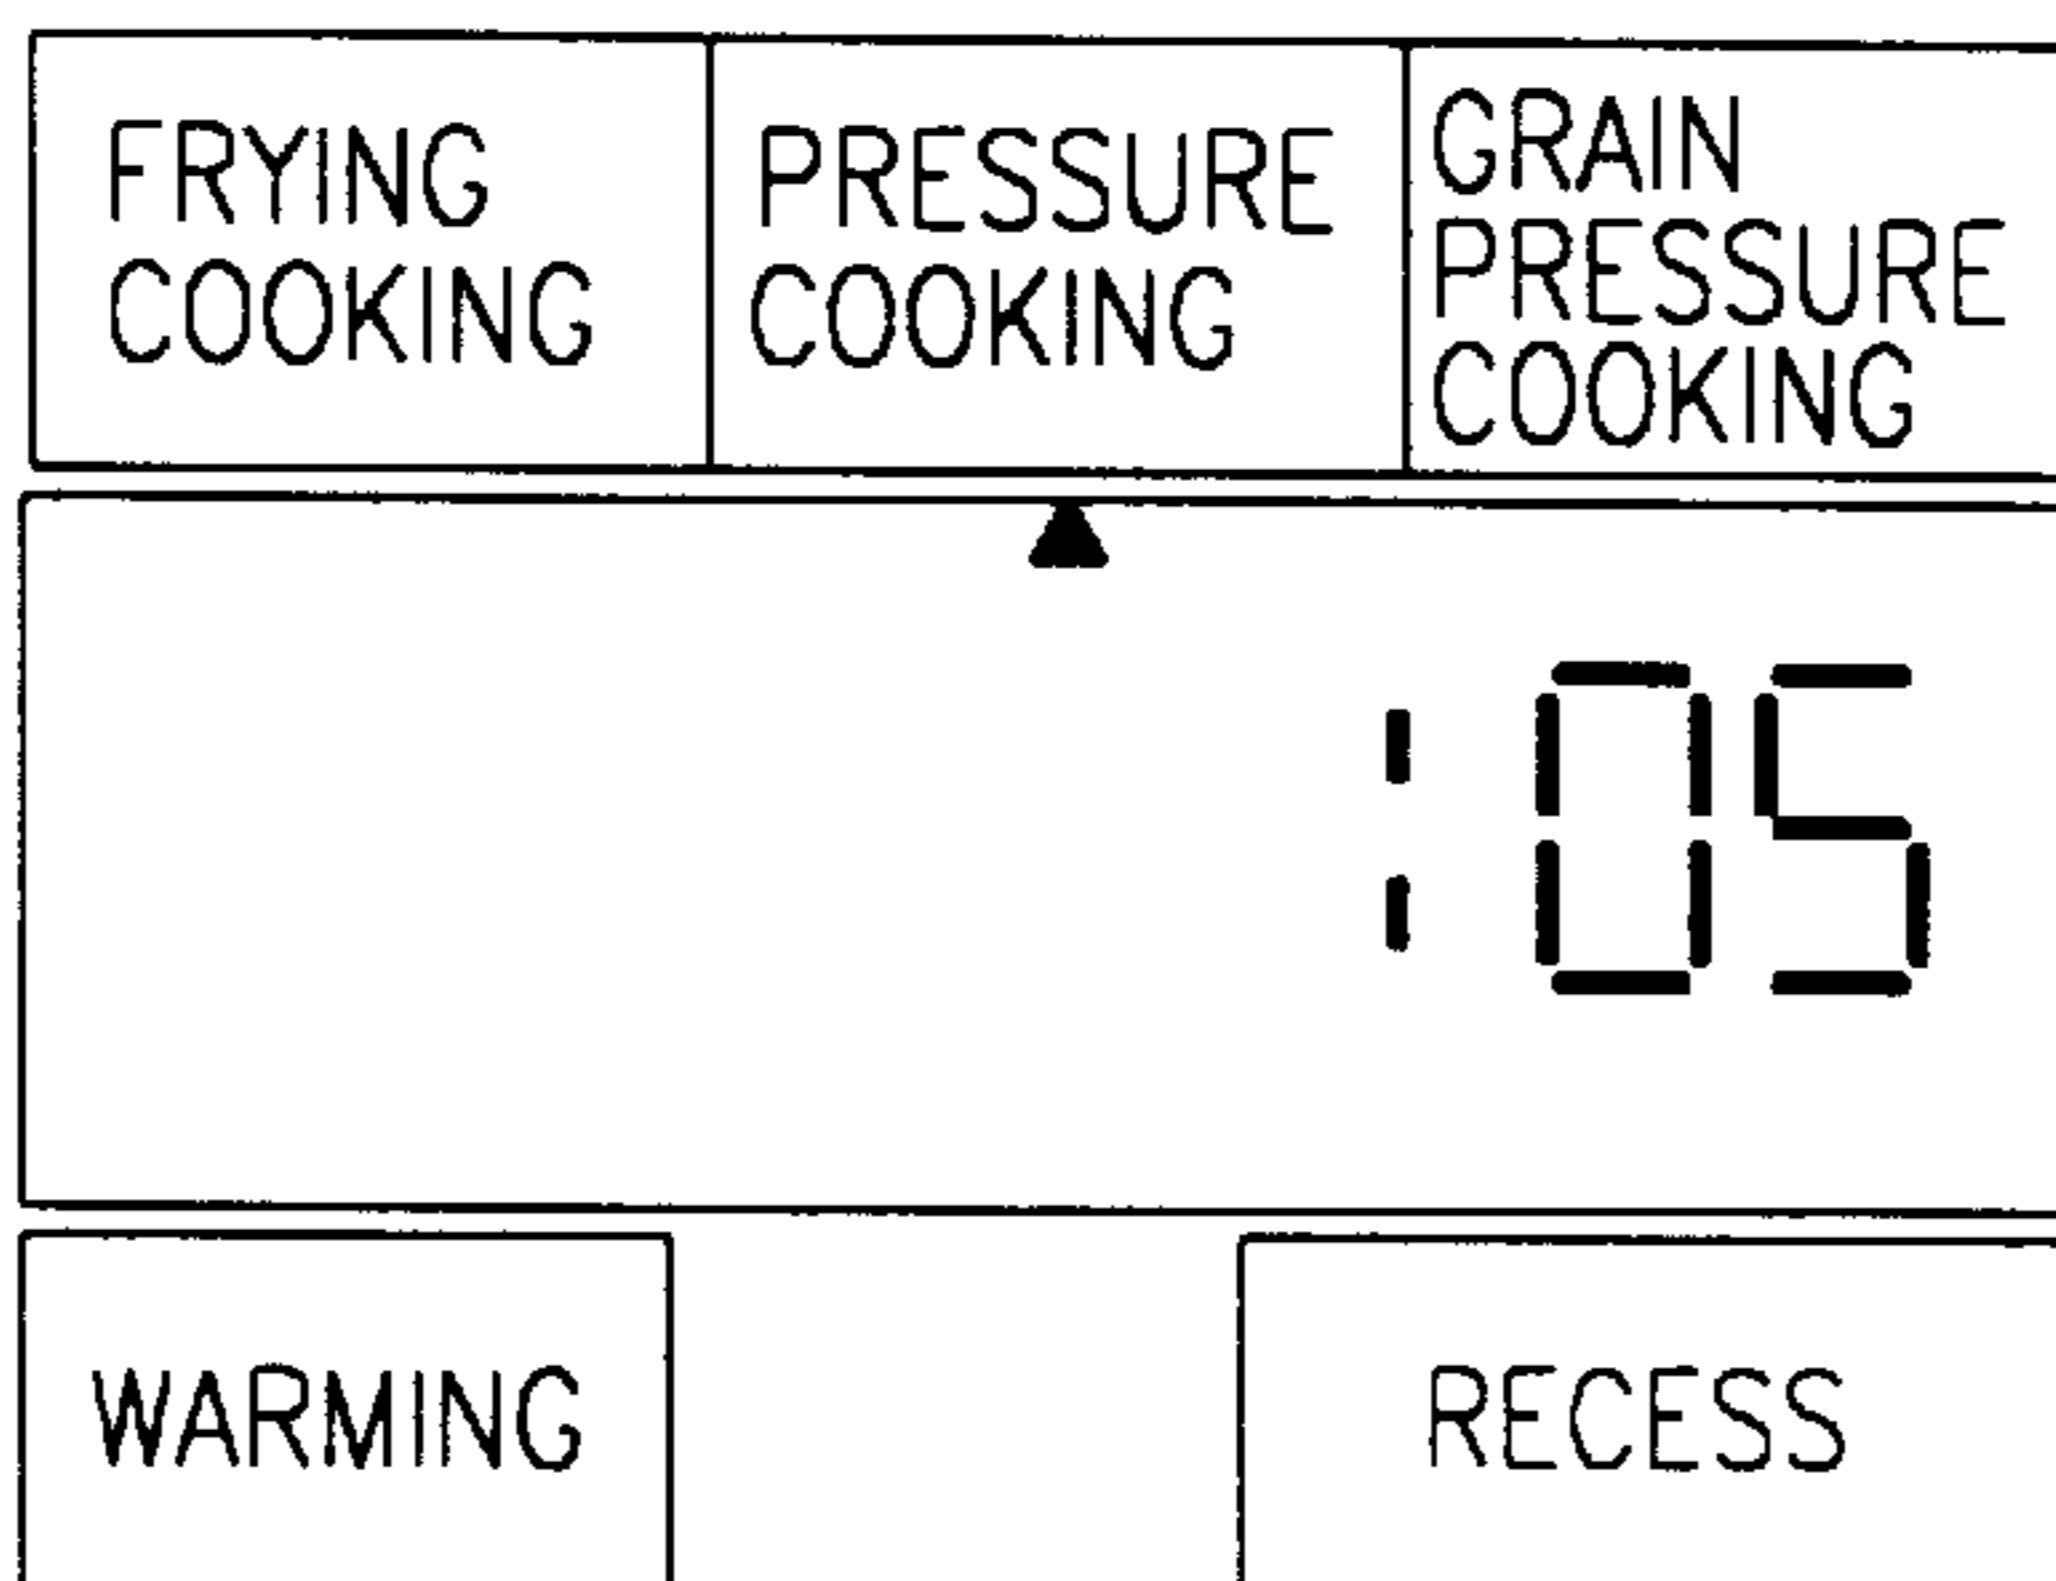 FRYING
COOKING
PRESSURE
COOKING
GRAIN
PRESSURE
COOKING
:05
WARMING
RECESS